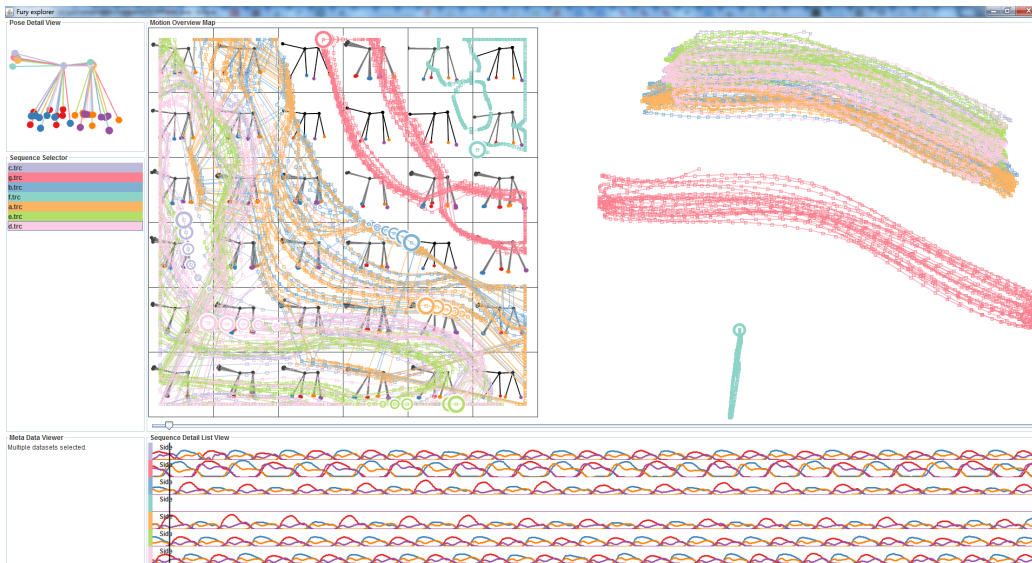 Fury explorer
Pose Detail View
Motion Overview Map
Sequence Selector
c.trc
g.trc
b.trc
f.trc
a.trc
e.trc
d.trc
Meta Data Viewer
Multiple datasets selected.
Sequence Detail List View
Side
Side
Side
Side
Side
Side
Side